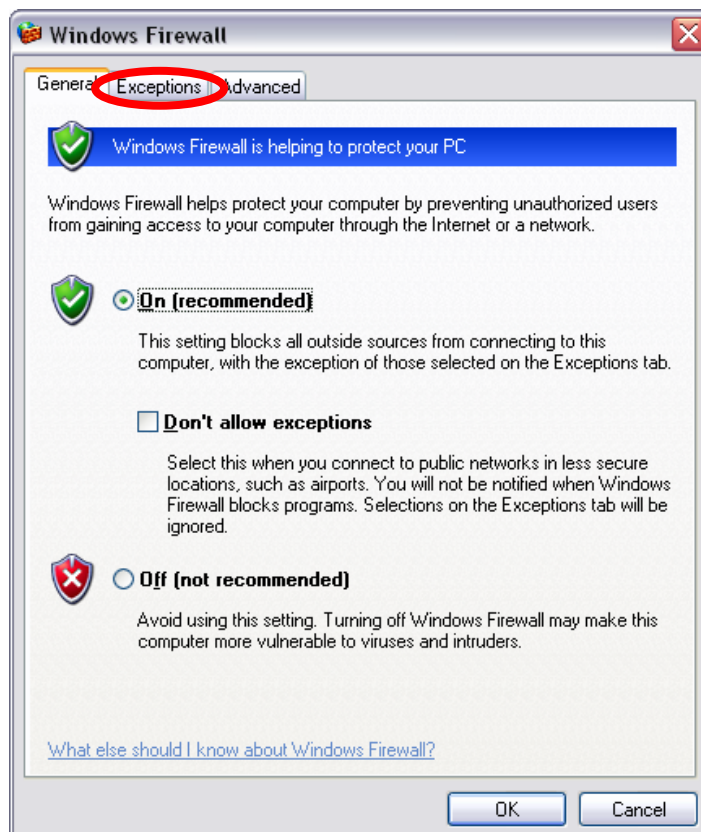 Windows Firewall
General Exceptions Advanced
Windows Firewall is helping to protect your PC
Windows Firewall helps protect your computer by preventing unauthorized users
from gaining access to your computer through the Internet or a network.
On (recommended)
This setting blocks all outside sources from connecting to this
computer, with the exception of those selected on the Exceptions tab.
Don't allow exceptions
Select this when you connect to public networks in less secure
locations, such as airports. You will not be notified when Windows
Firewall blocks programs. Selections on the Exceptions tab will be
ignored.
Off (not recommended)
Avoid using this setting. Turning off Windows Firewall may make this
computer more vulnerable to viruses and intruders.
What else should I know about Windows Firewall?
OK Cancel